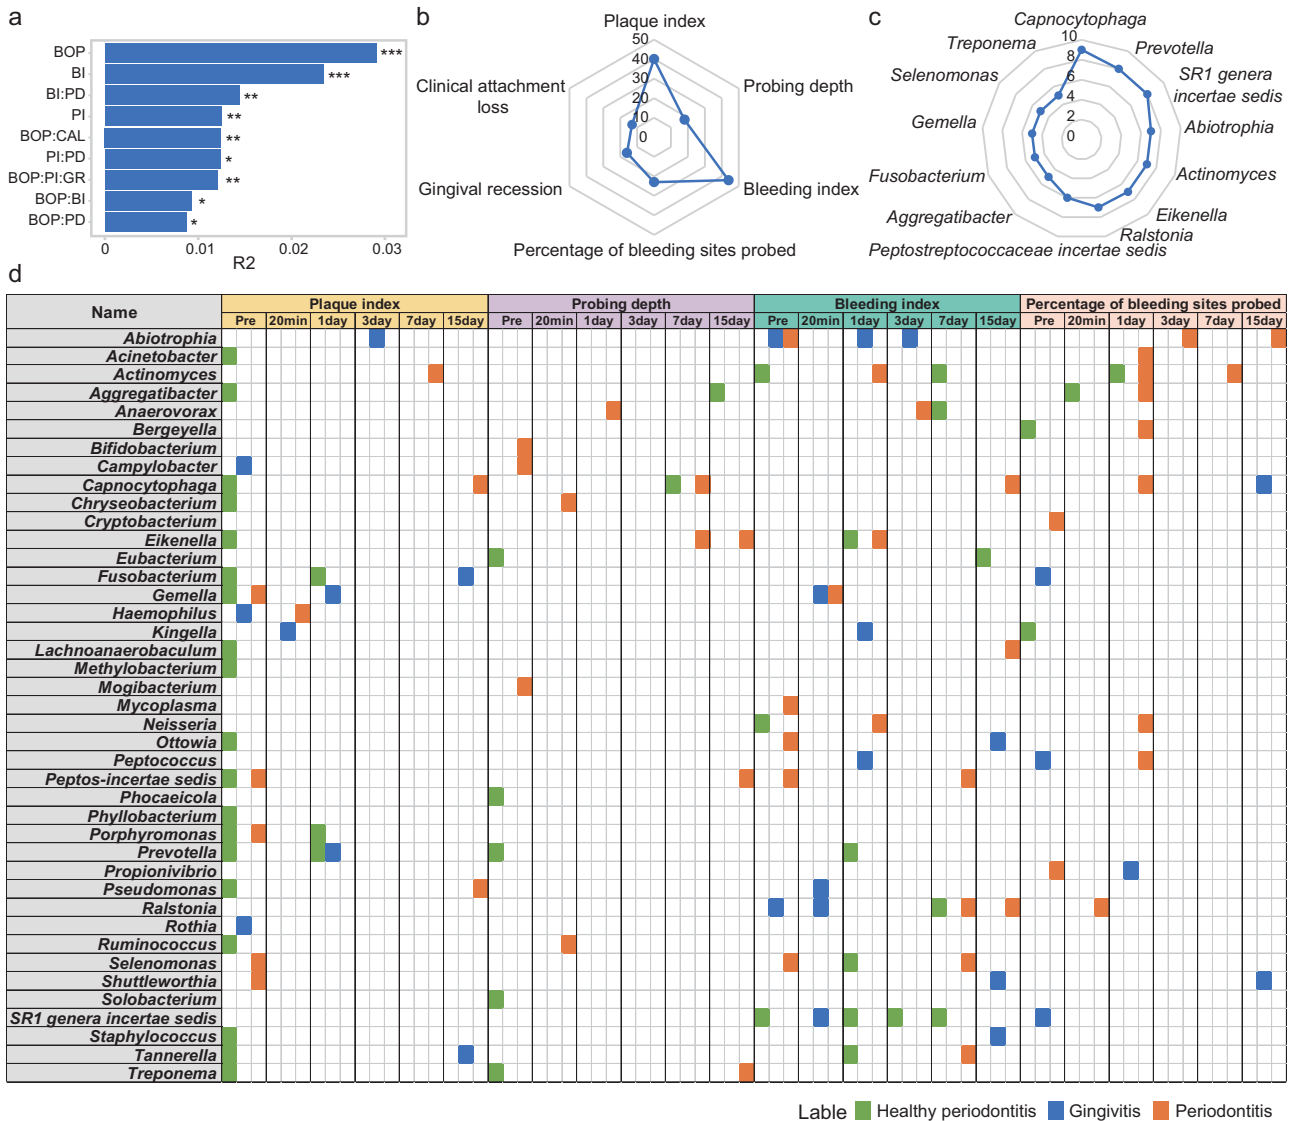 a
BOP ***
BI ***
BI:PD **
PI **
BOP:CAL **
PI:PD *
BOP:PI:GR **
BOP:BI *
BOP:PD *
0 0.01 0.02 0.03
R2
b
Plaque index
50
40
30
20
10
0
Clinical attachment
loss
Probing depth
Gingival recession
Bleeding index
Percentage of bleeding sites probed
c
Capnocytophaga
10
8
6
4
2
0
Treponema
Prevotella
Selenomonas
SR1 genera
incertae sedis
Gemella
Abiotrophia
Fusobacterium
Actinomyces
Aggregatibacter
Eikenella
Ralstonia
Peptostreptococcaceae incertae sedis
d
Name Plaque index Probing depth Bleeding index Percentage of bleeding sites probed
Pre 20min 1day 3day 7day 15day Pre 20min 1day 3day 7day 15day Pre 20min 1day 3day 7day 15day Pre 20min 1day 3day 7day 15day
Abiotrophia
Acinetobacter
Actinomyces
Aggregatibacter
Anaerovorax
Bergeyella
Bifidobacterium
Campylobacter
Capnocytophaga
Chryseobacterium
Cryptobacterium
Eikenella
Eubacterium
Fusobacterium
Gemella
Haemophilus
Kingella
Lachnoanaerobaculum
Methylobacterium
Mogibacterium
Mycoplasma
Neisseria
Ottowia
Peptococcus
Peptos-incertae sedis
Phocaeicola
Phyllobacterium
Porphyromonas
Prevotella
Propionivibrio
Pseudomonas
Ralstonia
Rothia
Ruminococcus
Selenomonas
Shuttleworthia
Solobacterium
SR1 genera incertae sedis
Staphylococcus
Tannerella
Treponema
Lable Healthy periodontitis Gingivitis Periodontitis